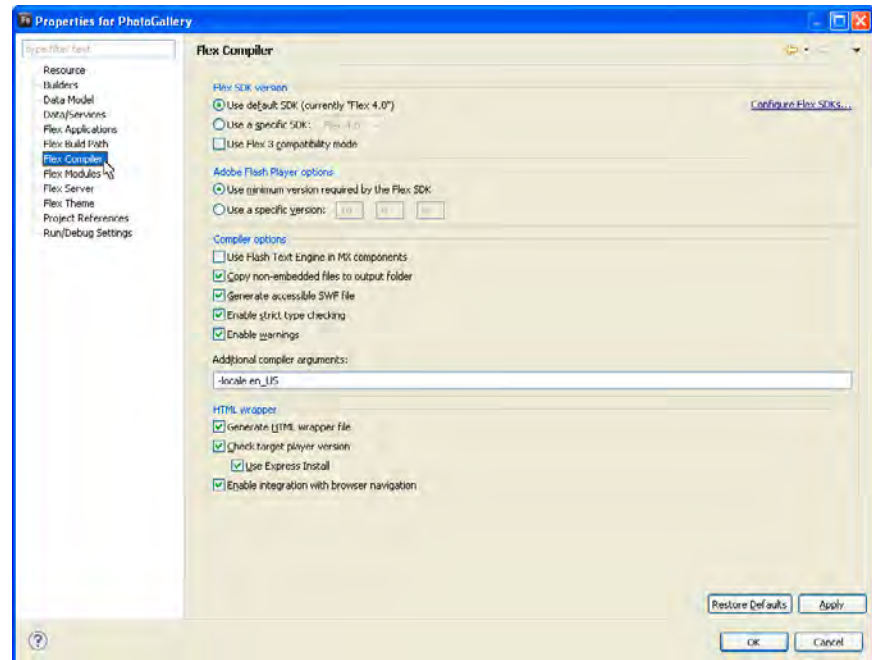 Properties for PhotoGallery
type filter text
Resource
Builders
Data Model
Data/Services
Flex Applications
Flex Build Path
Flex Compiler
Flex Modules
Flex Server
Flex Theme
Project References
Run/Debug Settings
Flex Compiler
Flex SDK version
Use default SDK (currently "Flex 4.0")
Configure Flex SDKs...
Use a specific SDK: Flex 4.0
Use Flex 3 compatibility mode
Adobe Flash Player options
Use minimum version required by the Flex SDK
Use a specific version:
Compiler options
Use Flash Text Engine in MX components
Copy non-embedded files to output folder
Generate accessible SWF file
Enable strict type checking
Enable warnings
Additional compiler arguments:
-locale en_US
HTML wrapper
Generate HTML wrapper file
Check target player version
Use Express Install
Enable integration with browser navigation
Restore Defaults
Apply
OK
Cancel